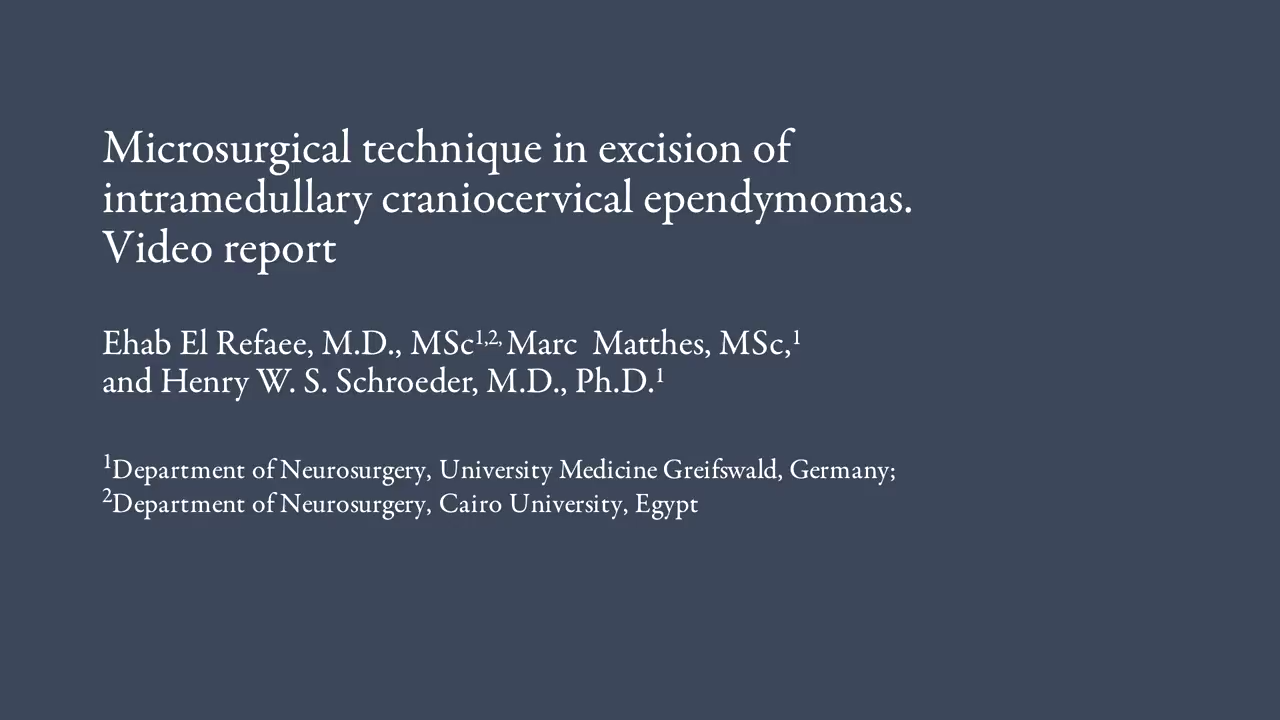 Microsurgical technique in excision of
intramedullary craniocervical ependymomas.
Video report
Ehab El Refaee, M.D., MSc¹,², Marc Matthes, MSc,¹
and Henry W. S. Schroeder, M.D., Ph.D.¹
¹Department of Neurosurgery, University Medicine Greifswald, Germany;
²Department of Neurosurgery, Cairo University, Egypt